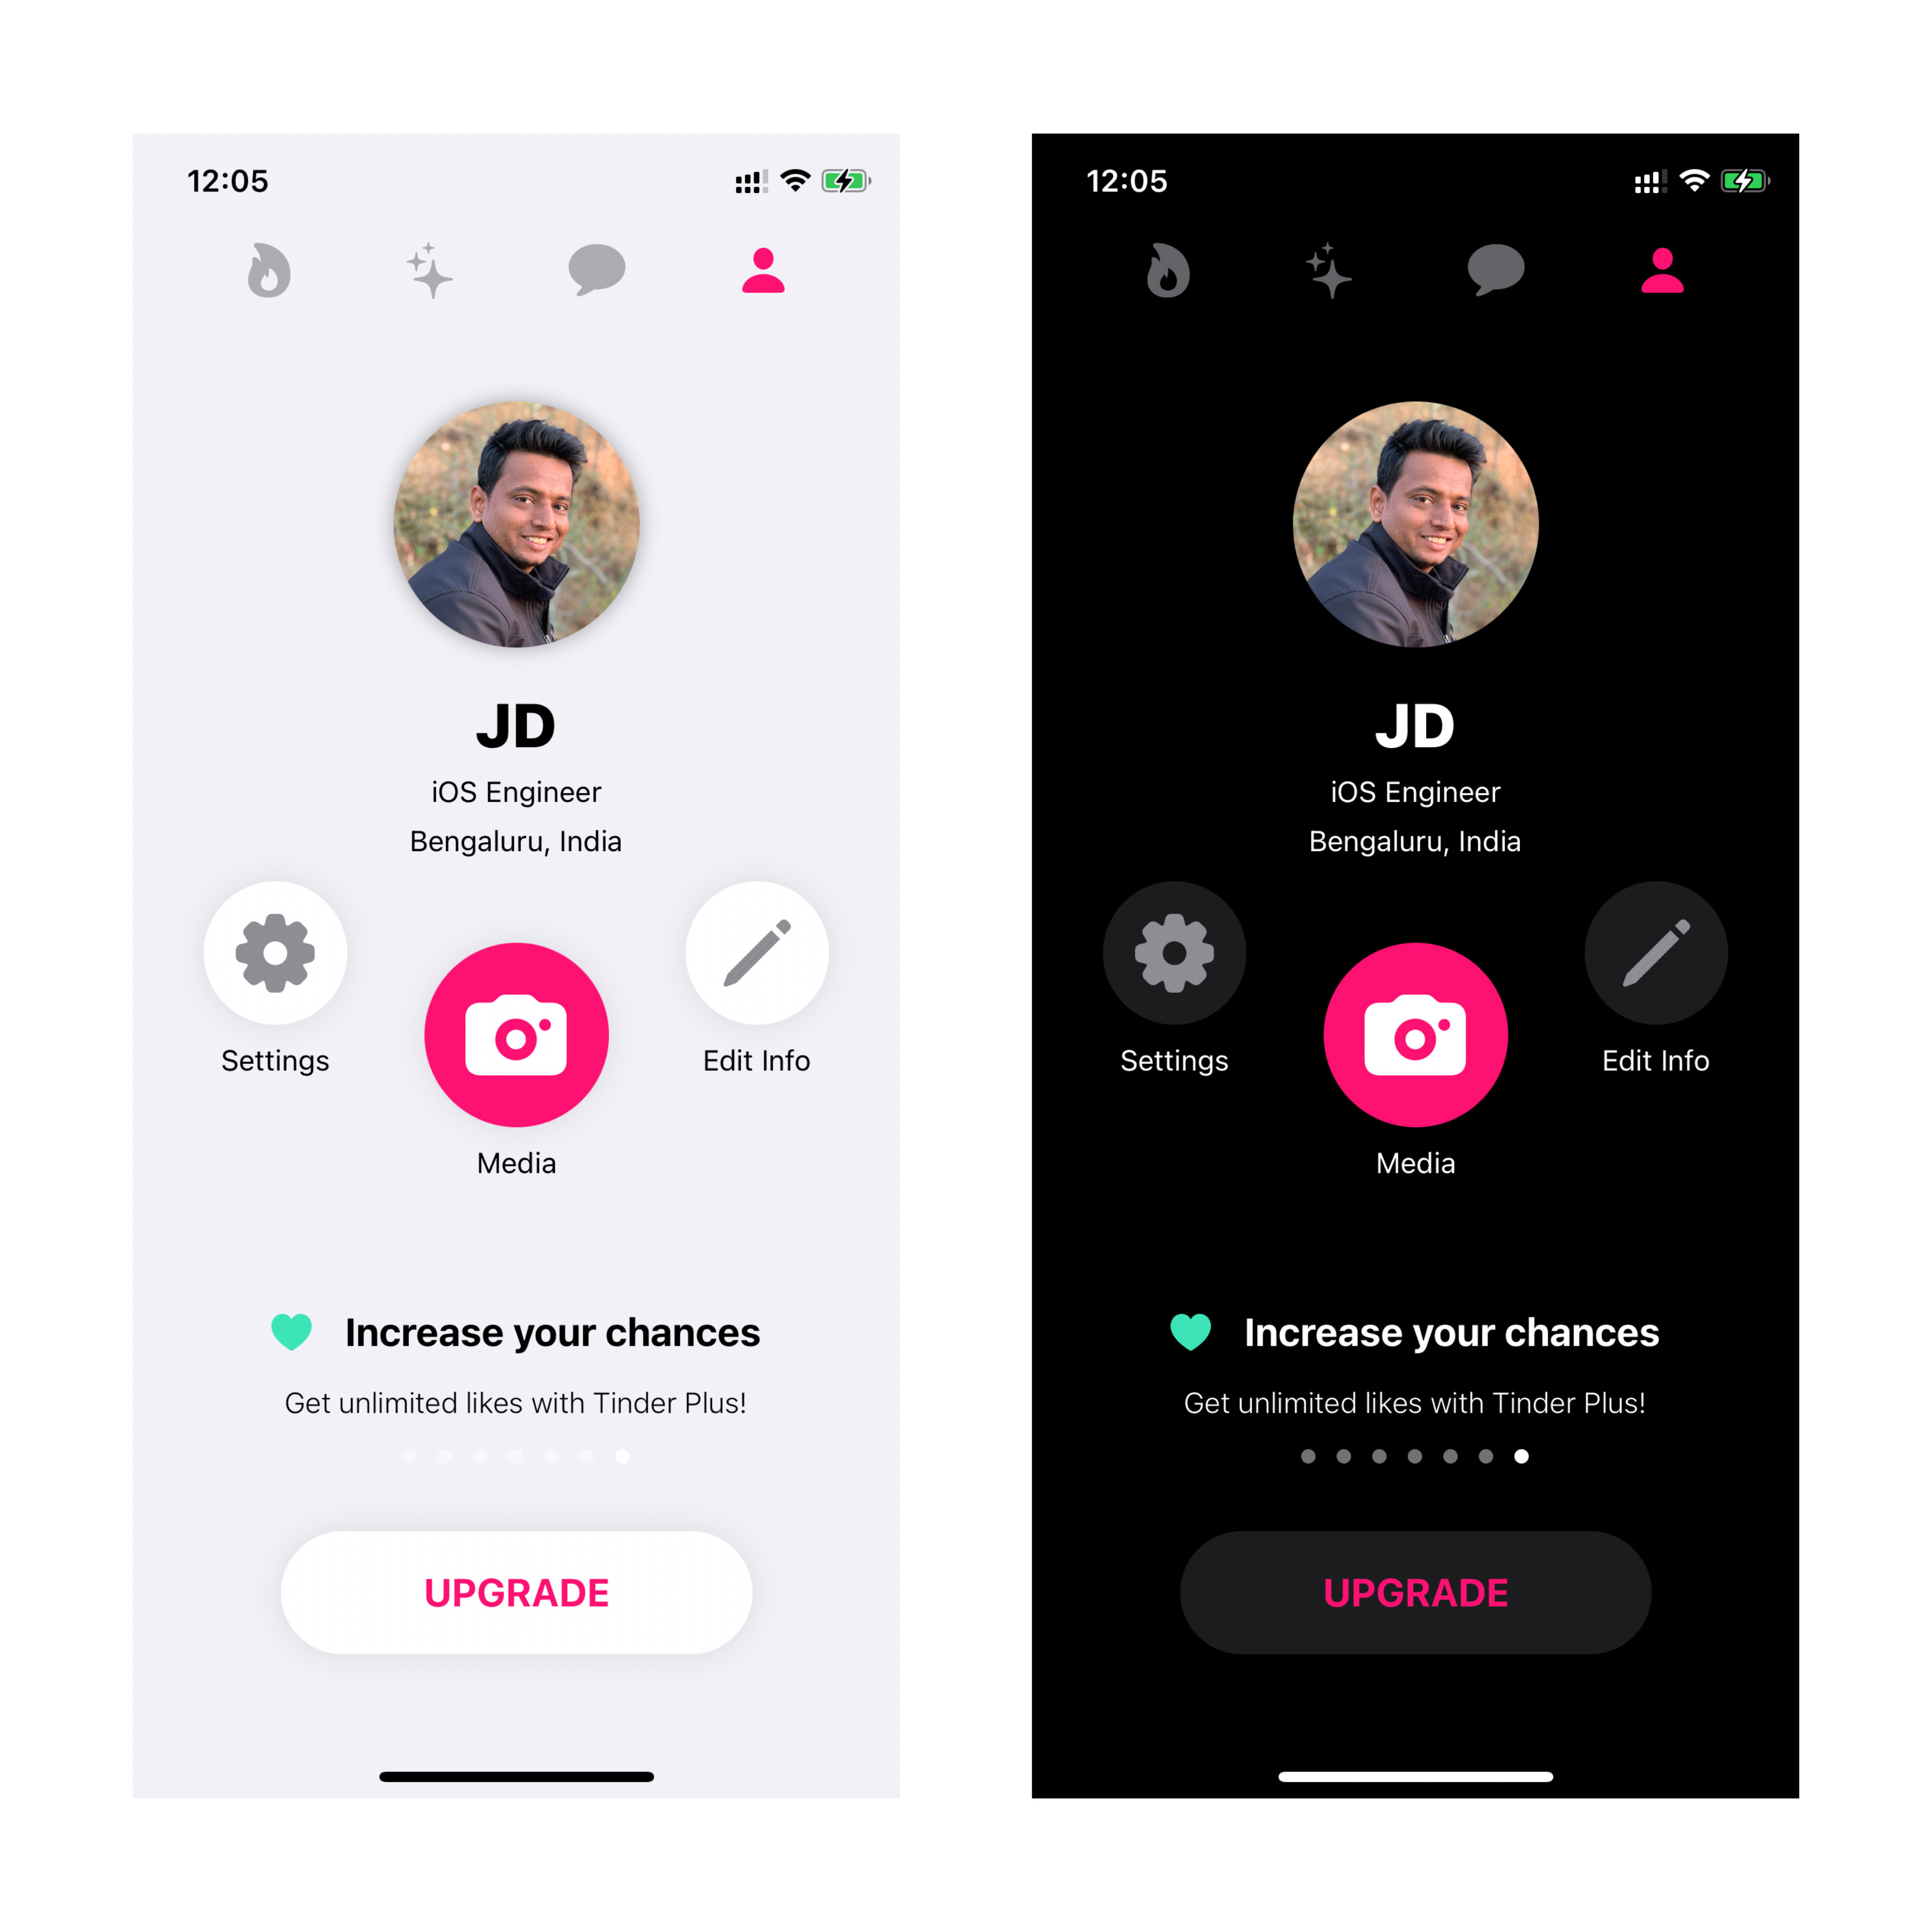 12:05
JD
iOS Engineer
Bengaluru, India
Settings
Edit Info
Media
Increase your chances
Get unlimited likes with Tinder Plus!
UPGRADE
12:05
JD
iOS Engineer
Bengaluru, India
Settings
Edit Info
Media
Increase your chances
Get unlimited likes with Tinder Plus!
UPGRADE